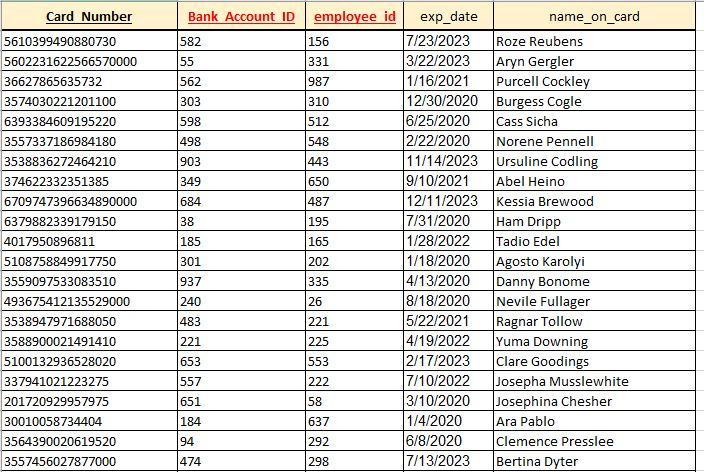 Card_Number Bank_Account_ID employee_id exp_date name_on_card
5610399490880730 582 156 7/23/2023 Roze Reubens
5602231622566570000 55 331 3/22/2023 Aryn Gergler
36627865635732 562 987 1/16/2021 Purcell Cockley
3574030221201100 303 310 12/30/2020 Burgess Cogle
6393384609195220 598 512 6/25/2020 Cass Sicha
3557337186984180 498 548 2/22/2020 Norene Pennell
3538836272464210 903 443 11/14/2023 Ursuline Codling
374622332351385 349 650 9/10/2021 Abel Heino
6709747396634890000 684 487 12/11/2023 Kessia Brewood
6379882339179150 38 195 7/31/2020 Ham Dripp
4017950896811 185 165 1/28/2022 Tadio Edel
5108758849917750 301 202 1/18/2020 Agosto Karolyi
3559097533083510 937 335 4/13/2020 Danny Bonome
493675412135529000 240 26 8/18/2020 Nevile Fullager
3538947971688050 483 221 5/22/2021 Ragnar Tollow
3588900021491410 221 225 4/19/2022 Yuma Downing
5100132936528020 653 553 2/17/2023 Clare Goodings
337941021223275 557 222 7/10/2022 Josepha Musslewhite
201720929957975 651 58 3/10/2020 Josephina Chesher
30010058734404 184 637 1/4/2020 Ara Pablo
3564390020619520 94 292 6/8/2020 Clemence Presslee
3557456027877000 474 298 7/13/2023 Bertina Dyter